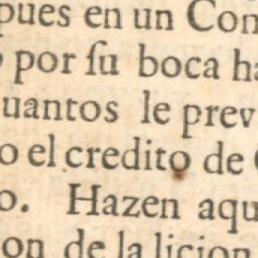 pues en un Con
o por ſu boca ha
uantos le prev
o el credito de
o. Hazen aqu
on de la licion